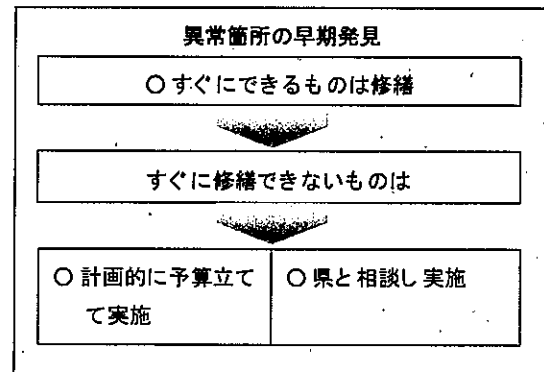 異常箇所の早期発見
○すぐにできるものは修繕
すぐに修繕できないものは
○計画的に予算立て
て実施
○県と相談し実施